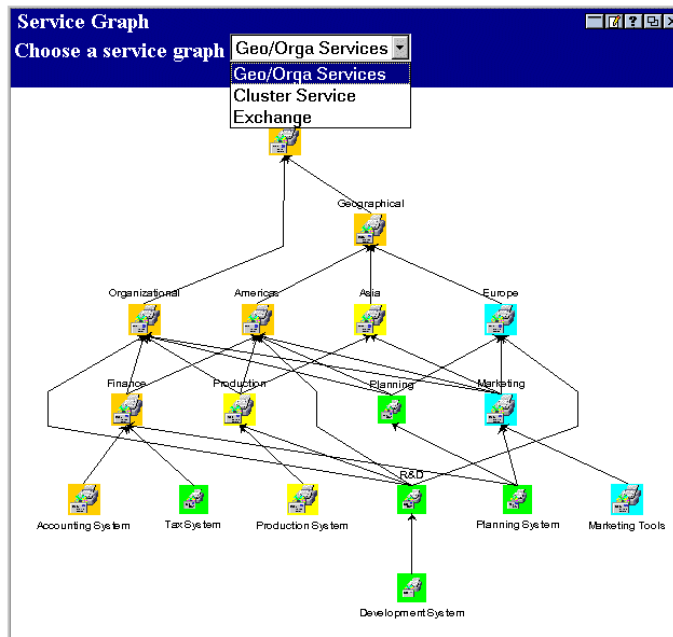 Service Graph
Choose a service graph Geo/Orga Services
Geo/Orga Services
Cluster Service
Exchange
Geographical
Organizational Americas Asia Europe
Finance Production Planning Marketing
R&D
Accounting System Tax System Production System Planning System Marketing Tools
Development System